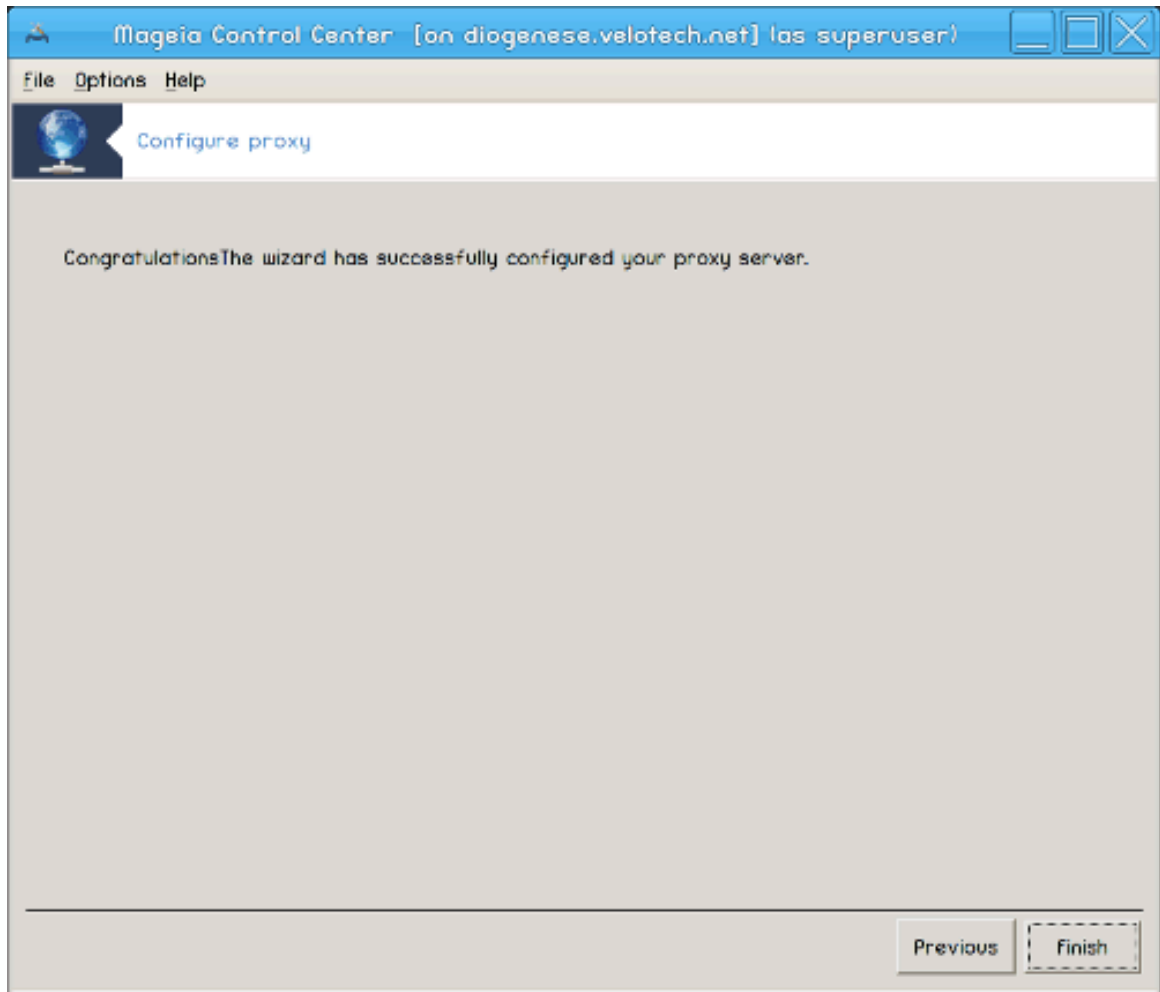 Mageia Control Center [on diogenese.velotech.net] (as superuser)
File Options Help
Configure proxy
CongratulationsThe wizard has successfully configured your proxy server.
Previous Finish